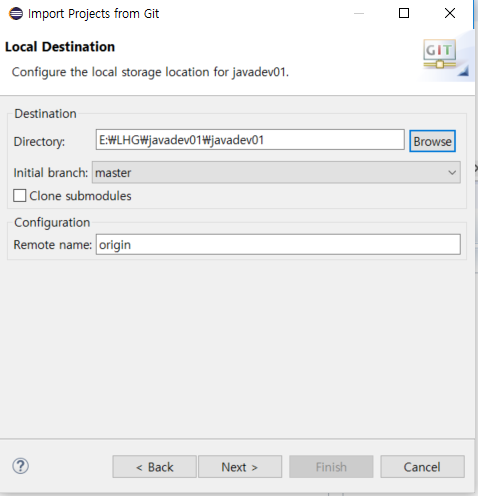 Import Projects from Git
Local Destination
Configure the local storage location for javadev01.
GIT
Destination
Directory: E:₩LHG₩javadev01₩javadev01 Browse
Initial branch: master
Clone submodules
Configuration
Remote name: origin
? < Back Next > Finish Cancel